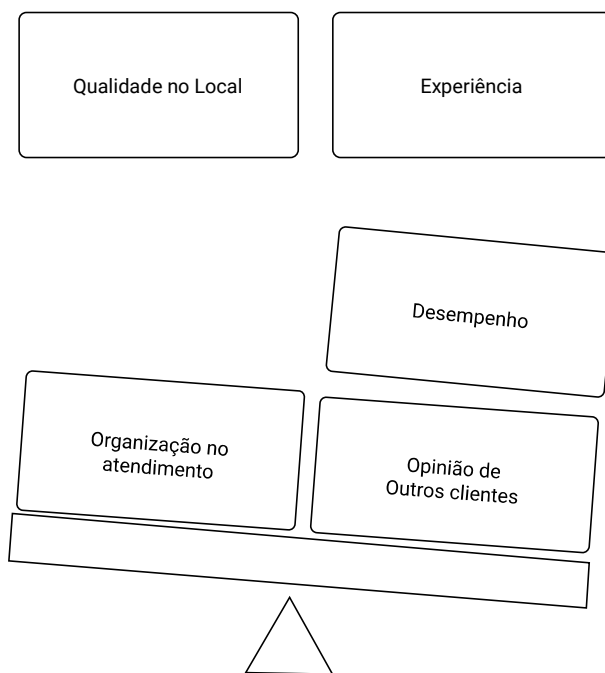 Qualidade no Local
Experiência
Desempenho
Organização no
atendimento
Opinião de
Outros clientes